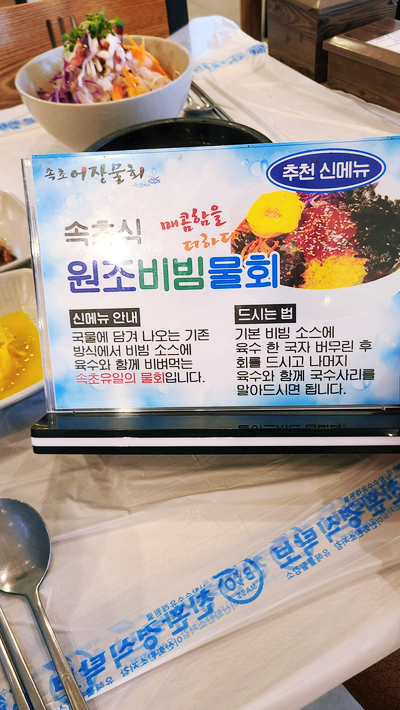 속초어장물회
추천 신메뉴
속초식
매콤함을
더하다
원조비빔물회
신메뉴 안내
국물에 담겨 나오는 기존
방식에서 비빔 소스에
육수와 함께 비벼먹는
속초유일의 물회입니다.
드시는 법
기본 비빔 소스에
육수 한 국자 버무린 후
회를 드시고 나머지
육수와 함께 국수사리를
말아드시면 됩니다.
친환경식탁보